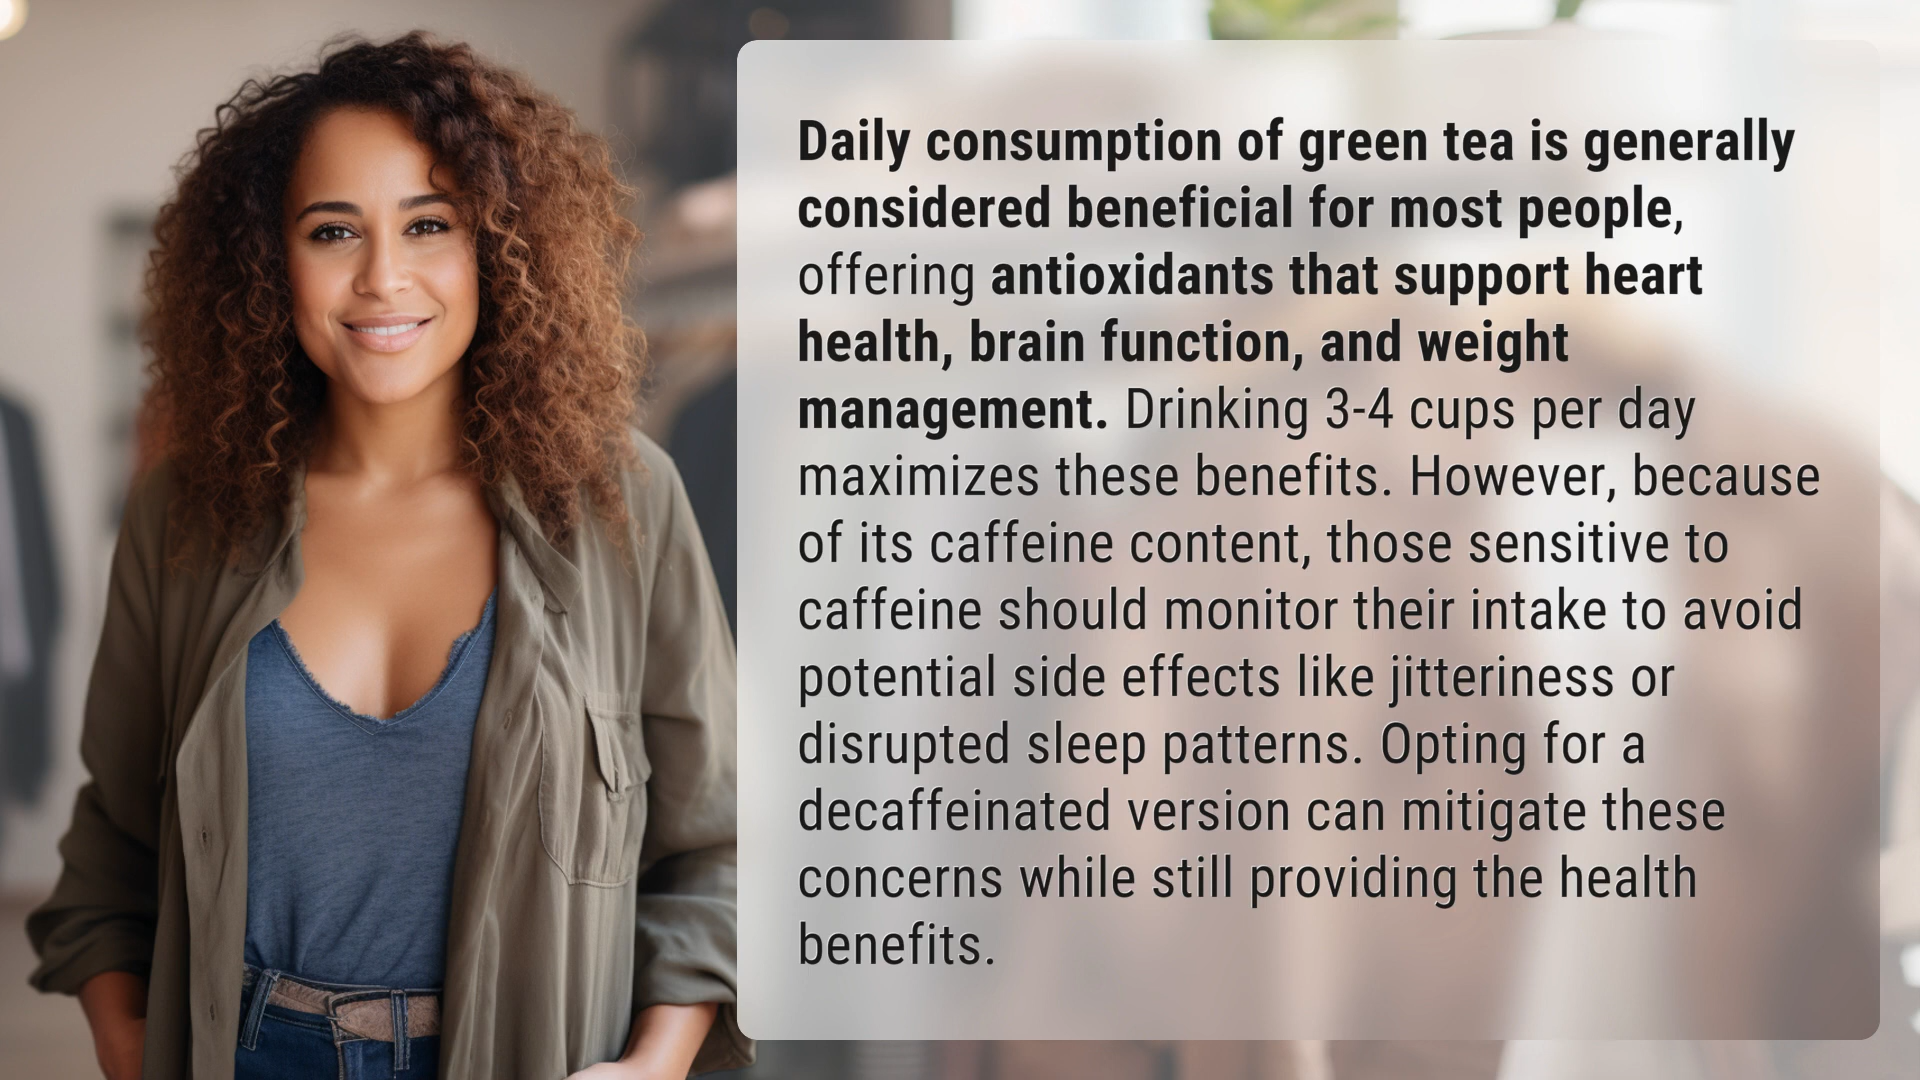 Daily consumption of green tea is generally
considered beneficial for most people,
offering antioxidants that support heart
health, brain function, and weight
management. Drinking 3-4 cups per day
maximizes these benefits. However, because
of its caffeine content, those sensitive to
caffeine should monitor their intake to avoid
potential side effects like jitteriness or
disrupted sleep patterns. Opting for a
decaffeinated version can mitigate these
concerns while still providing the health
benefits.